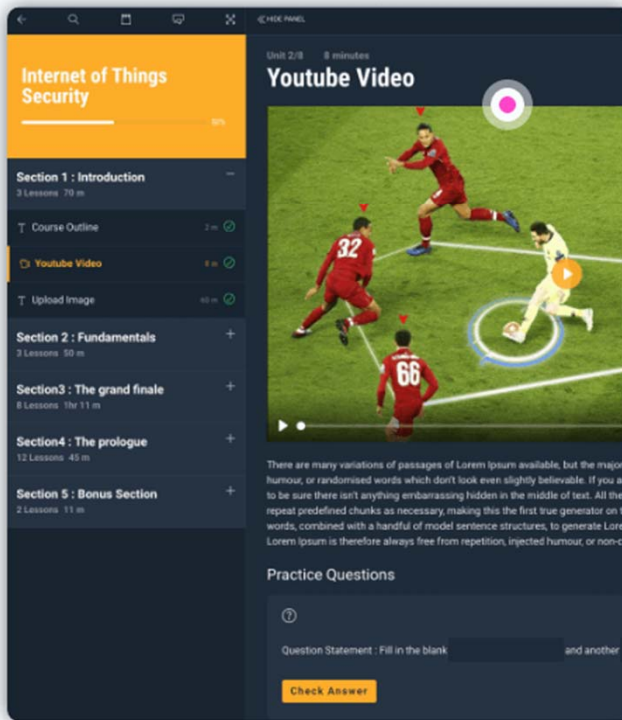 HIDE PANEL
Internet of Things
Security
Section 1 : Introduction
3 Lessons 70 m
Course Outline
2 m
Youtube Video
8 m
Upload Image
Section 2 : Fundamentals
3 Lessons 50 m
Section3 : The grand finale
8 Lessons 1hr 11 m
Section4 : The prologue
12 Lessons 45 m
Section 5 : Bonus Section
2 Lessons 11 m
Unit 2/8 8 minutes
Youtube Video
32
66
There are many variations of passages of Lorem Ipsum available, but the major
humour, or randomised words which don't look even slightly believable. If you a
to be sure there isn't anything embarrassing hidden in the middle of text. All the
repeat predefined chunks as necessary, making this the first true generator on t
words, combined with a handful of model sentence structures, to generate Lore
Lorem Ipsum is therefore always free from repetition, injected humour, or non-c
Practice Questions
Question Statement : Fill in the blank and another
Check Answer